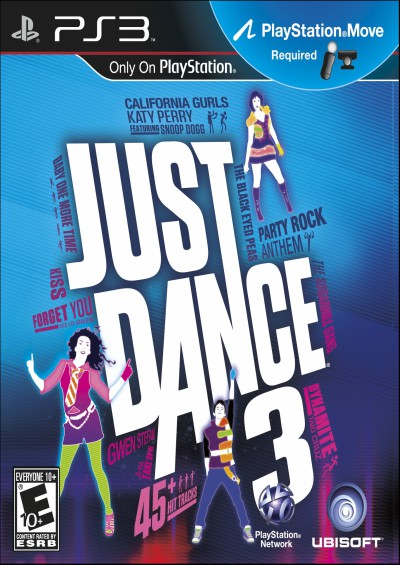 PS3
PlayStation®Move
Required
Only On PlayStation®
CALIFORNIA GURLS
KATY PERRY
FEATURING SNOOP DOGG
BABY ONE MORE TIME
THE BLACK EYED PEAS
JUST
PARTY ROCK
ANTHEM
KISS
FORGET YOU
DANCE
DYNAMITE
TAIO CRUZ
GWEN STEFANI
3
45+
HIT TRACKS
EVERYONE 10+
E
10+
CONTENT RATED BY
ESRB
PlayStation®
Network
UBISOFT